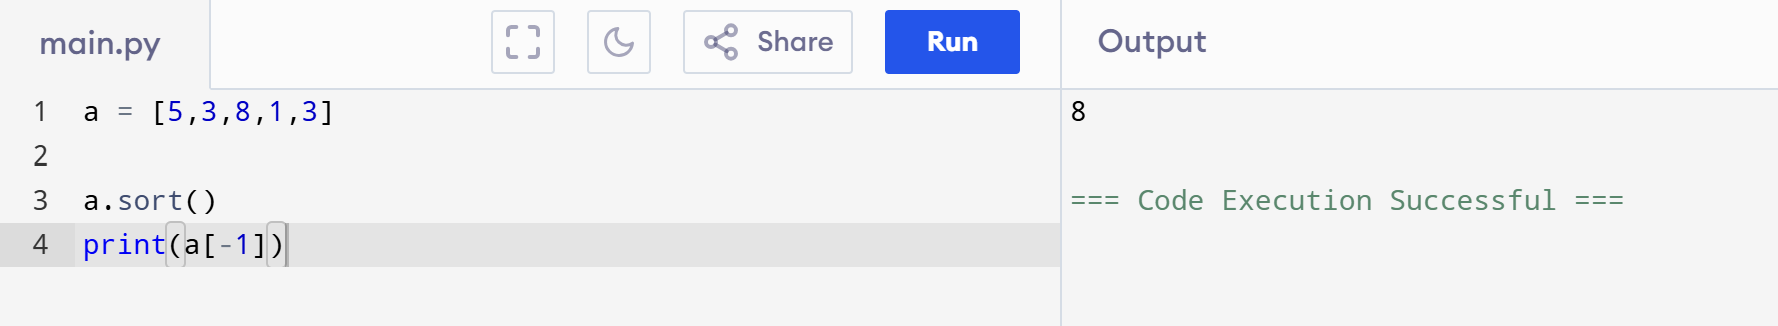 main.py Share Run Output
1 a = [5,3,8,1,3]
2
3 a.sort()
4 print(a[-1])
8
=== Code Execution Successful ===